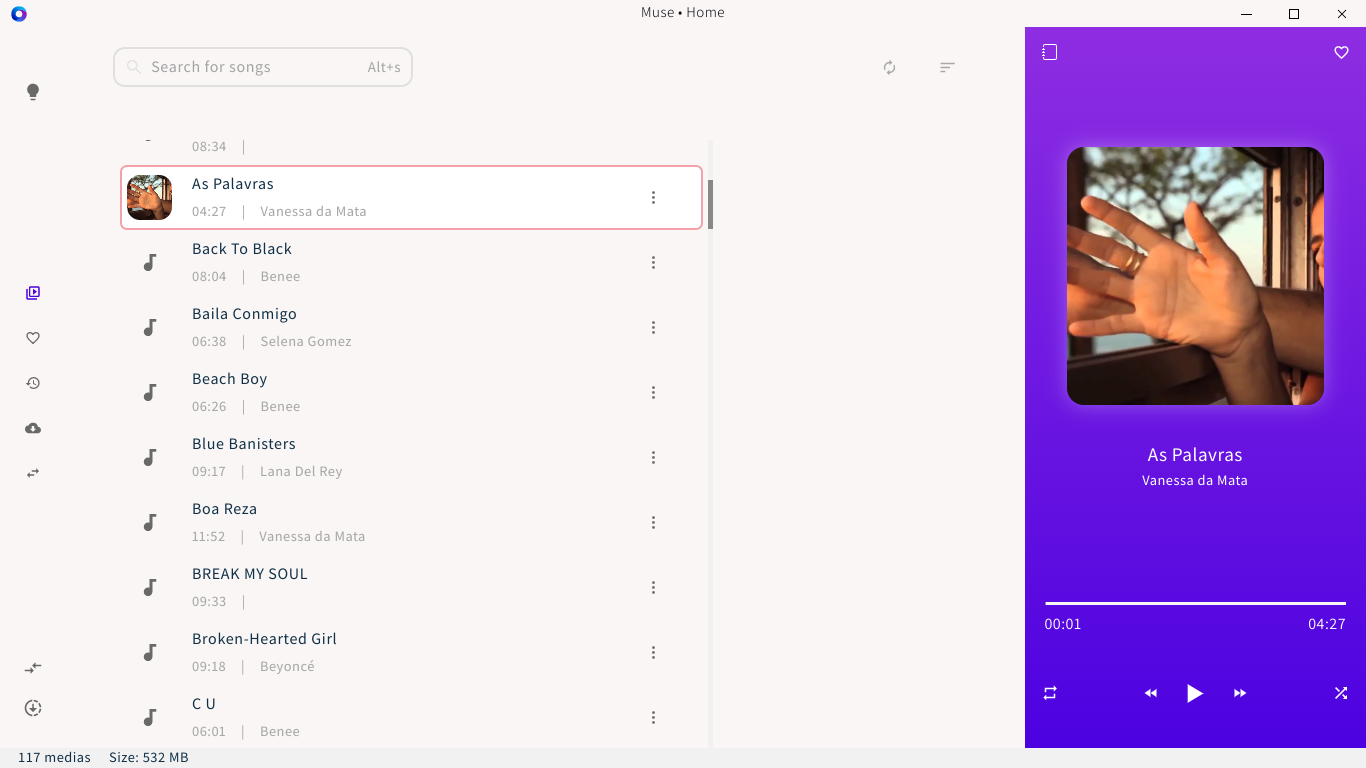 Muse • Home
Search for songs Alt+s
08:34 |
As Palavras
04:27 | Vanessa da Mata
Back To Black
08:04 | Benee
Baila Conmigo
06:38 | Selena Gomez
Beach Boy
06:26 | Benee
Blue Banisters
09:17 | Lana Del Rey
Boa Reza
11:52 | Vanessa da Mata
BREAK MY SOUL
09:33 |
Broken-Hearted Girl
09:18 | Beyoncé
C U
06:01 | Benee
As Palavras
Vanessa da Mata
00:01 04:27
117 medias Size: 532 MB